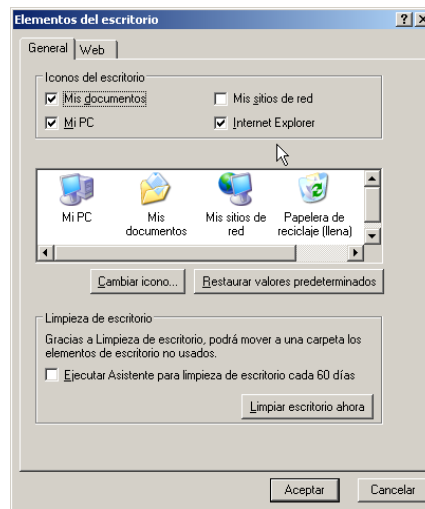 Elementos del escritorio
General Web
Iconos del escritorio
Mis documentos Mis sitios de red
Mi PC Internet Explorer
Mi PC Mis documentos Mis sitios de red Papelera de reciclaje (llena)
Cambiar icono... Restaurar valores predeterminados
Limpieza de escritorio
Gracias a Limpieza de escritorio, podrá mover a una carpeta los
elementos de escritorio no usados.
Ejecutar Asistente para limpieza de escritorio cada 60 días
Limpiar escritorio ahora
Aceptar Cancelar